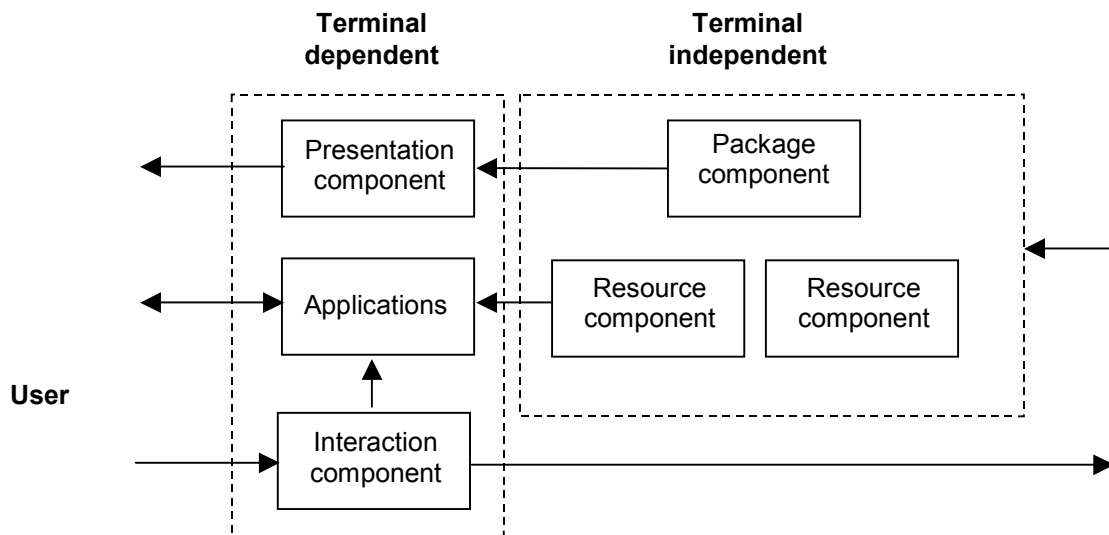 Terminal
dependent
Terminal
independent
Presentation
component
Package
component
Applications
Resource
component
Resource
component
User
Interaction
component